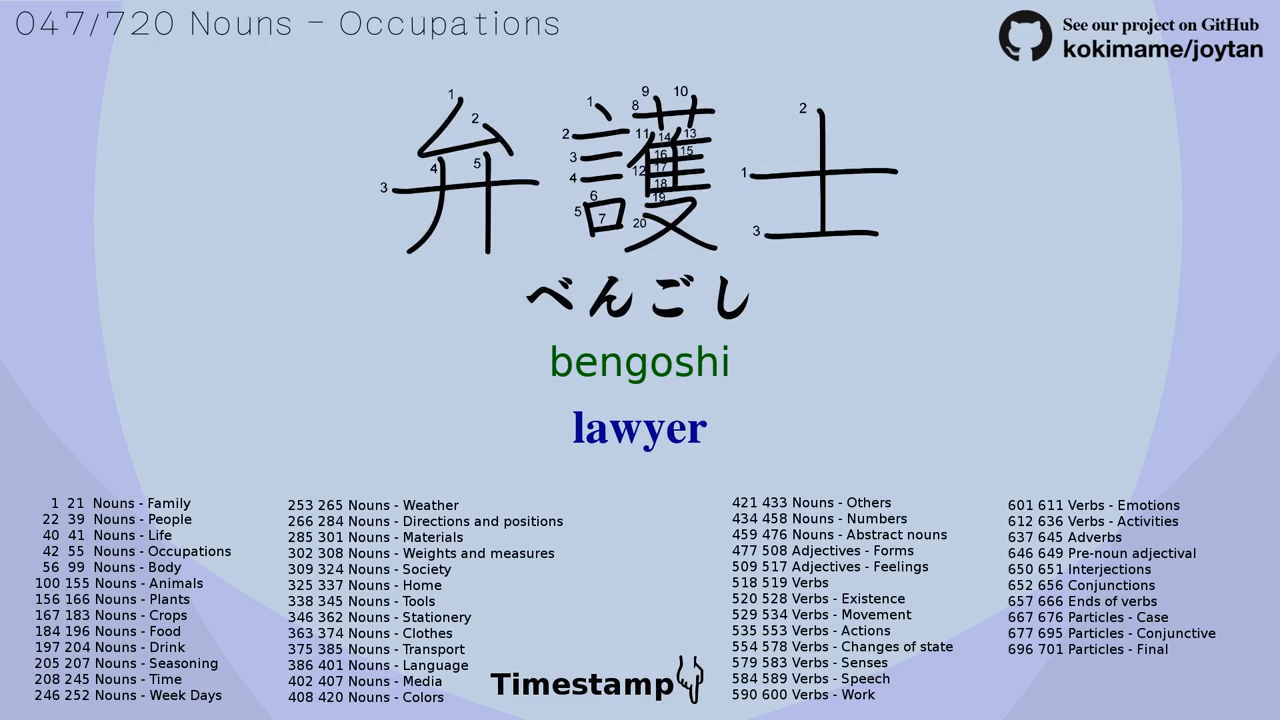 047/720 Nouns - Occupations
See our project on GitHub
kokimame/joytan
弁護士
べんごし
bengoshi
lawyer
1 21 Nouns - Family
22 39 Nouns - People
40 41 Nouns - Life
42 55 Nouns - Occupations
56 99 Nouns - Body
100 155 Nouns - Animals
156 166 Nouns - Plants
167 183 Nouns - Crops
184 196 Nouns - Food
197 204 Nouns - Drink
205 207 Nouns - Seasoning
208 245 Nouns - Time
246 252 Nouns - Week Days
253 265 Nouns - Weather
266 284 Nouns - Directions and positions
285 301 Nouns - Materials
302 308 Nouns - Weights and measures
309 324 Nouns - Society
325 337 Nouns - Home
338 345 Nouns - Tools
346 362 Nouns - Stationery
363 374 Nouns - Clothes
375 385 Nouns - Transport
386 401 Nouns - Language
402 407 Nouns - Media
408 420 Nouns - Colors
Timestamp
421 433 Nouns - Others
434 458 Nouns - Numbers
459 476 Nouns - Abstract nouns
477 508 Adjectives - Forms
509 517 Adjectives - Feelings
518 519 Verbs
520 528 Verbs - Existence
529 534 Verbs - Movement
535 553 Verbs - Actions
554 578 Verbs - Changes of state
579 583 Verbs - Senses
584 589 Verbs - Speech
590 600 Verbs - Work
601 611 Verbs - Emotions
612 636 Verbs - Activities
637 645 Adverbs
646 649 Pre-noun adjectival
650 651 Interjections
652 656 Conjunctions
657 666 Ends of verbs
667 676 Particles - Case
677 695 Particles - Conjunctive
696 701 Particles - Final